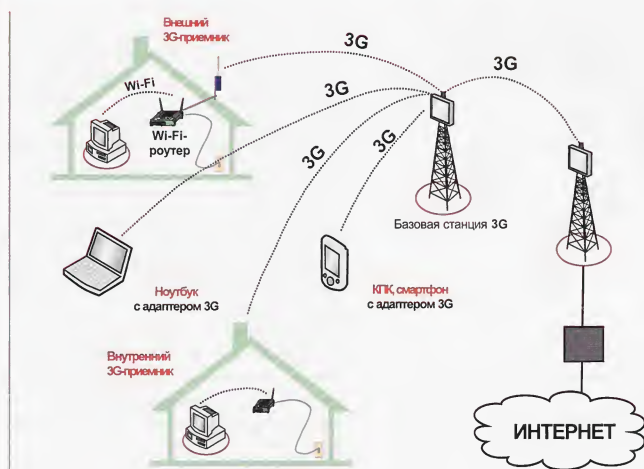 Внешний
3G-приемник
3G
3G
Wi-Fi
3G
Wi-Fi-
роутер
3G
3G
Базовая станция 3G
Ноутбук
с адаптером 3G
КПК, смартфон
с адаптером 3G
Внутренний
3G-приемник
ИНТЕРНЕТ